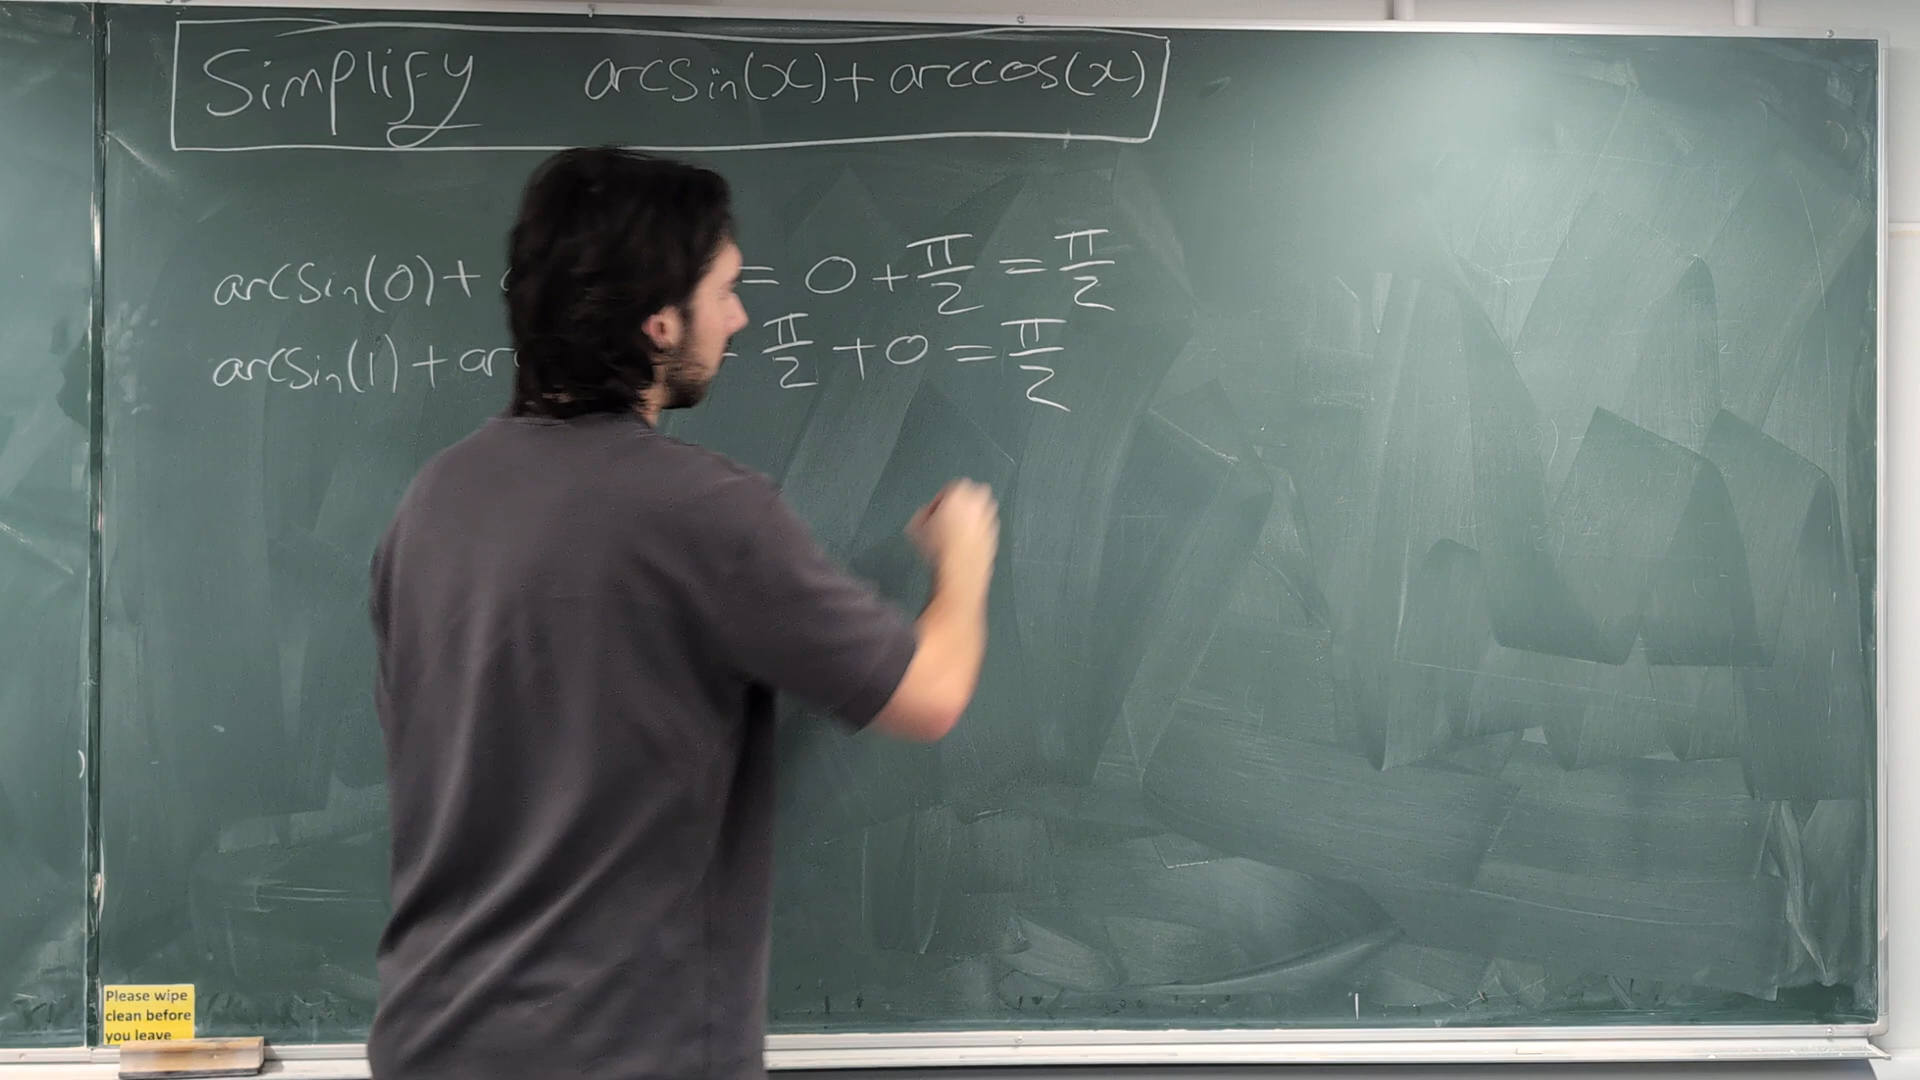 Simplify arcsin(x)+arccos(x)
arcsin(0)+ = 0+π/2=π/2
arcsin(1)+ar = π/2+0=π/2
Please wipe
clean before
you leave